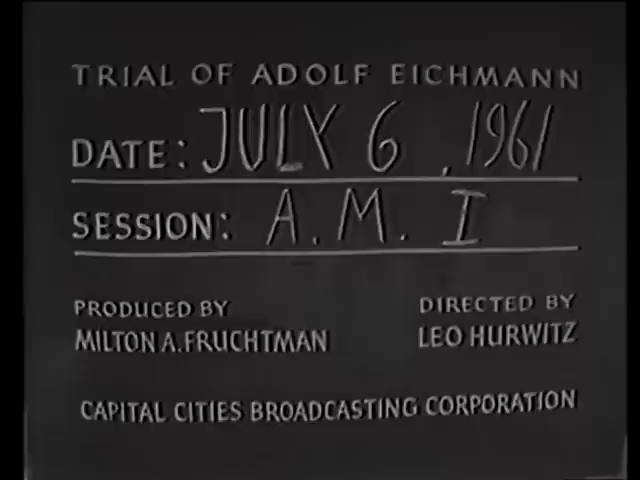 TRIAL OF ADOLF EICHMANN
DATE: JULY 6, 1961
SESSION: A.M. I
PRODUCED BY
MILTON A. FRUCHTMAN
DIRECTED BY
LEO HURWITZ
CAPITAL CITIES BROADCASTING CORPORATION